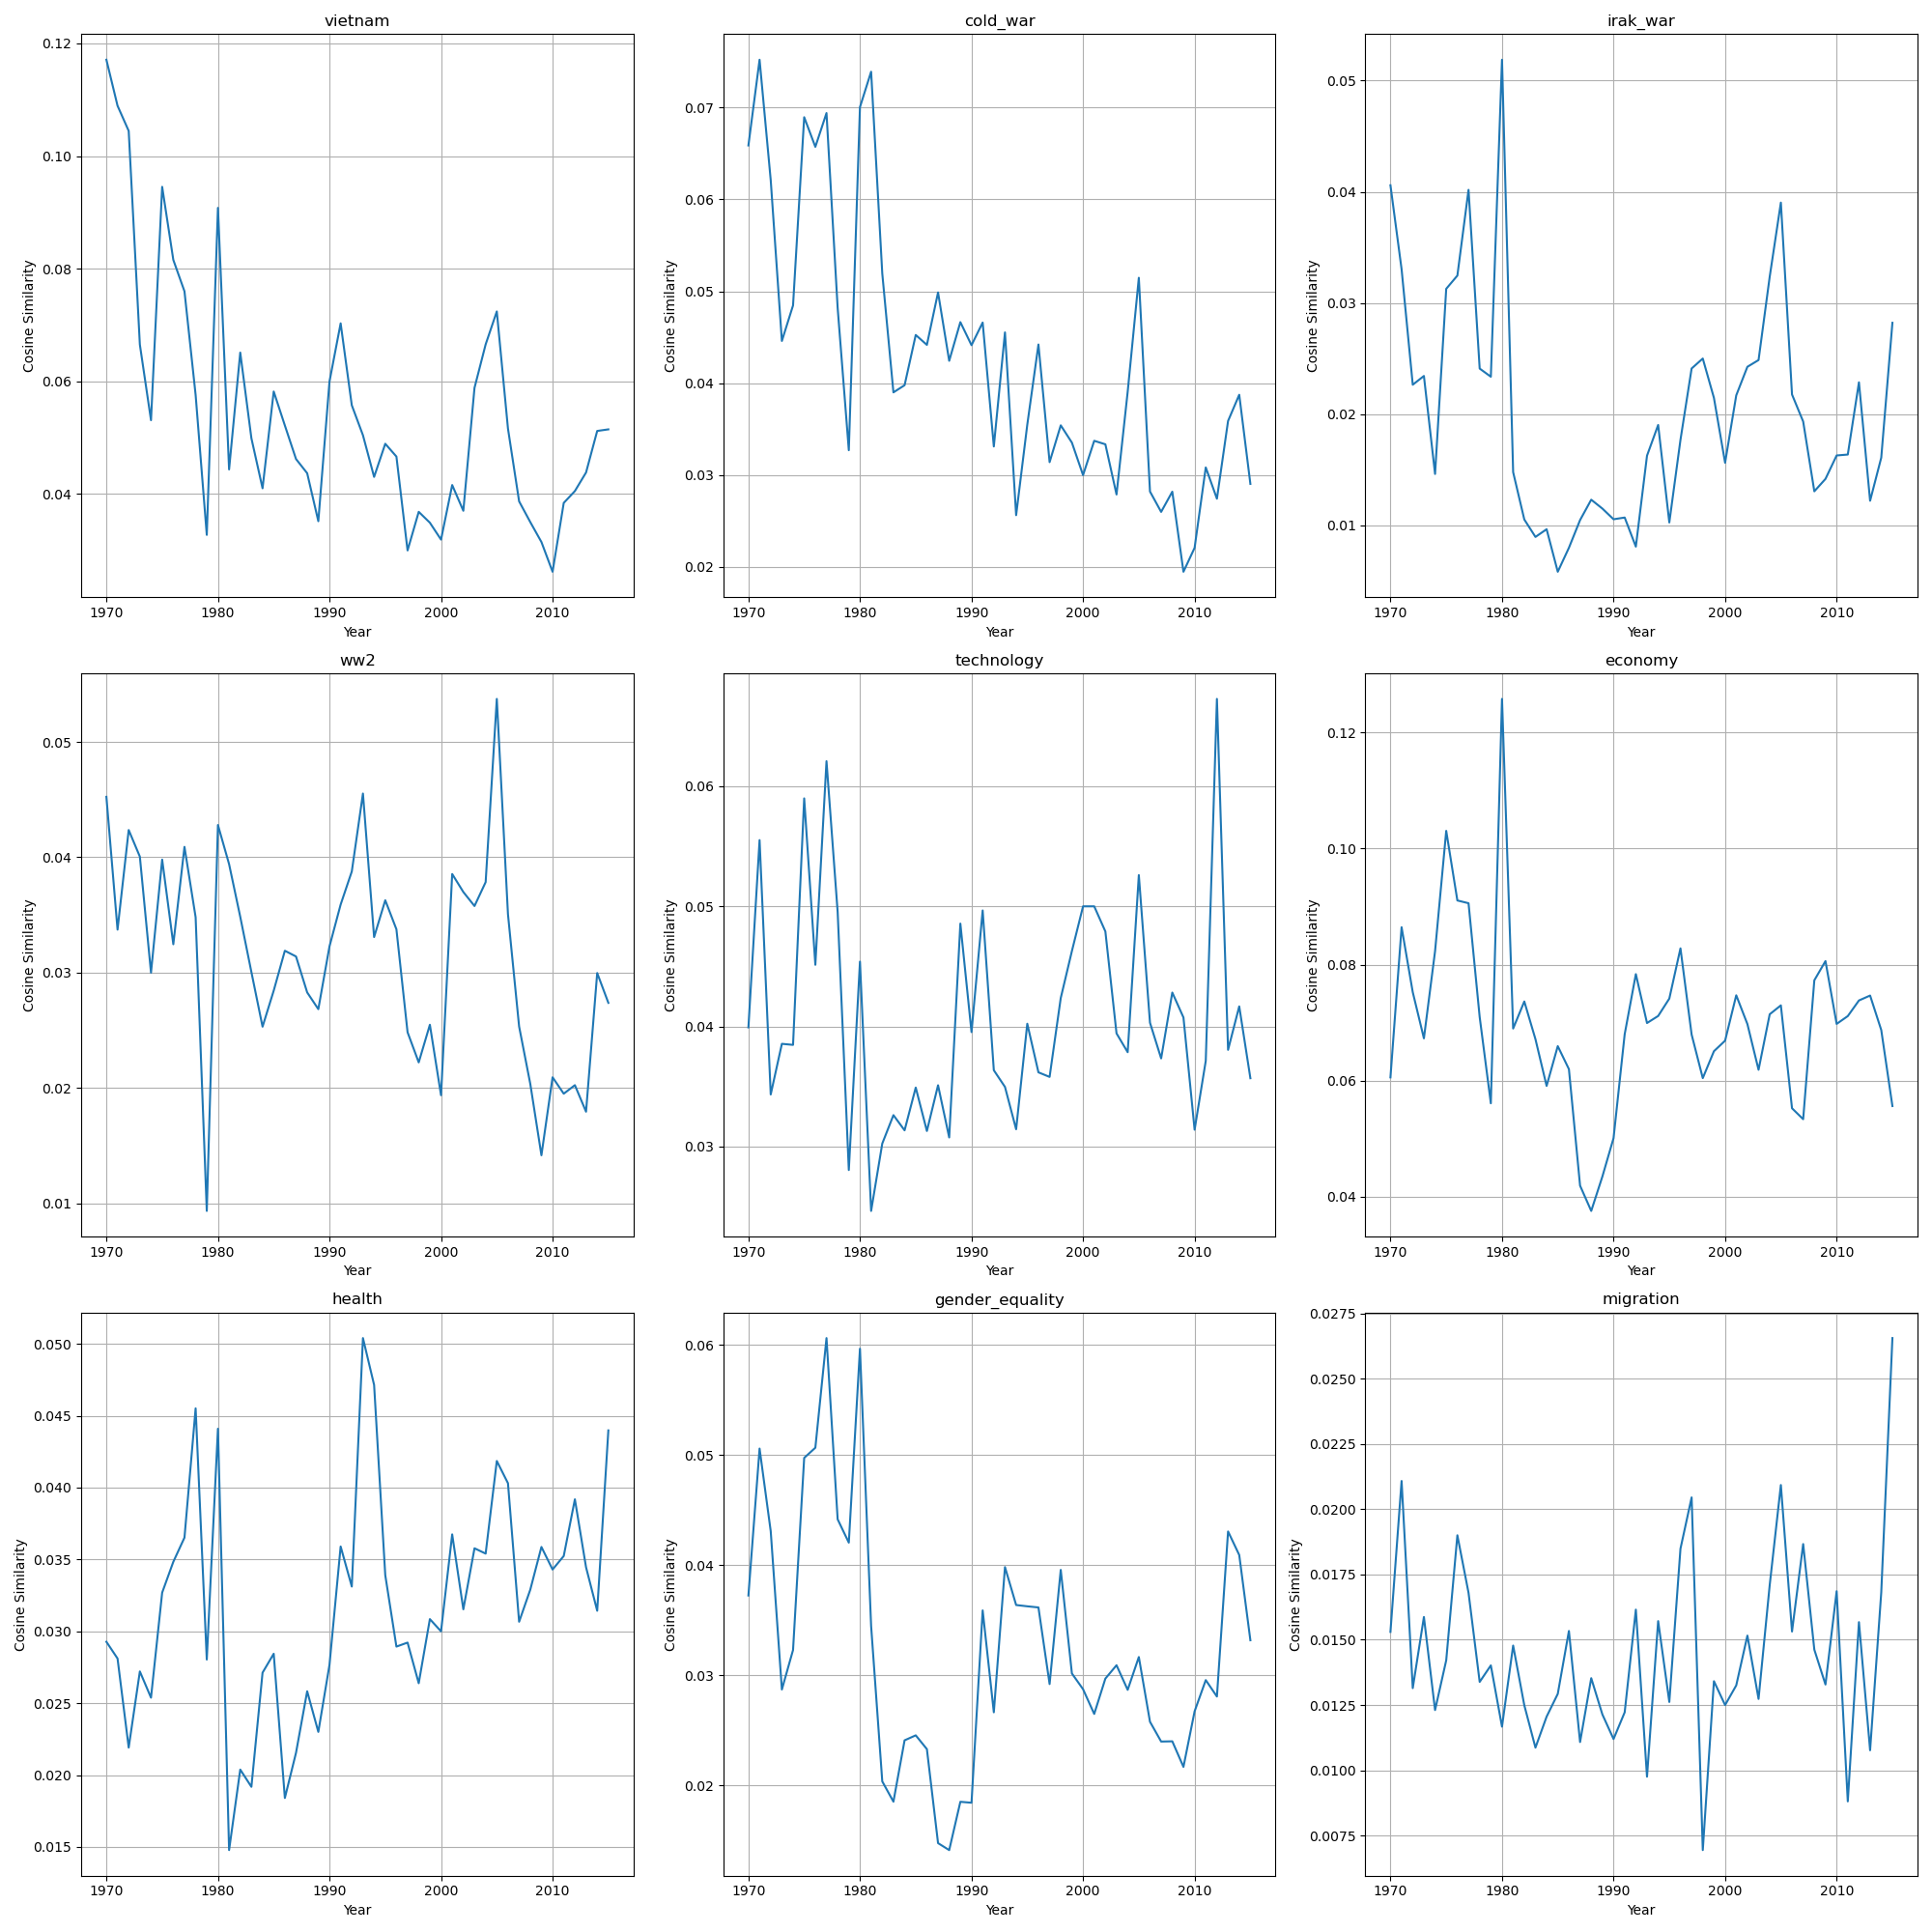 vietnam
0.12
0.10
0.08
0.06
0.04
Cosine Similarity
1970 1980 1990 2000 2010
Year
cold_war
0.07
0.06
0.05
0.04
0.03
0.02
Cosine Similarity
1970 1980 1990 2000 2010
Year
irak_war
0.05
0.04
0.03
0.02
0.01
Cosine Similarity
1970 1980 1990 2000 2010
Year
ww2
0.05
0.04
0.03
0.02
0.01
Cosine Similarity
1970 1980 1990 2000 2010
Year
technology
0.06
0.05
0.04
0.03
Cosine Similarity
1970 1980 1990 2000 2010
Year
economy
0.12
0.10
0.08
0.06
0.04
Cosine Similarity
1970 1980 1990 2000 2010
Year
health
0.050
0.045
0.040
0.035
0.030
0.025
0.020
0.015
Cosine Similarity
1970 1980 1990 2000 2010
Year
gender_equality
0.06
0.05
0.04
0.03
0.02
Cosine Similarity
1970 1980 1990 2000 2010
Year
migration
0.0275
0.0250
0.0225
0.0200
0.0175
0.0150
0.0125
0.0100
0.0075
Cosine Similarity
1970 1980 1990 2000 2010
Year